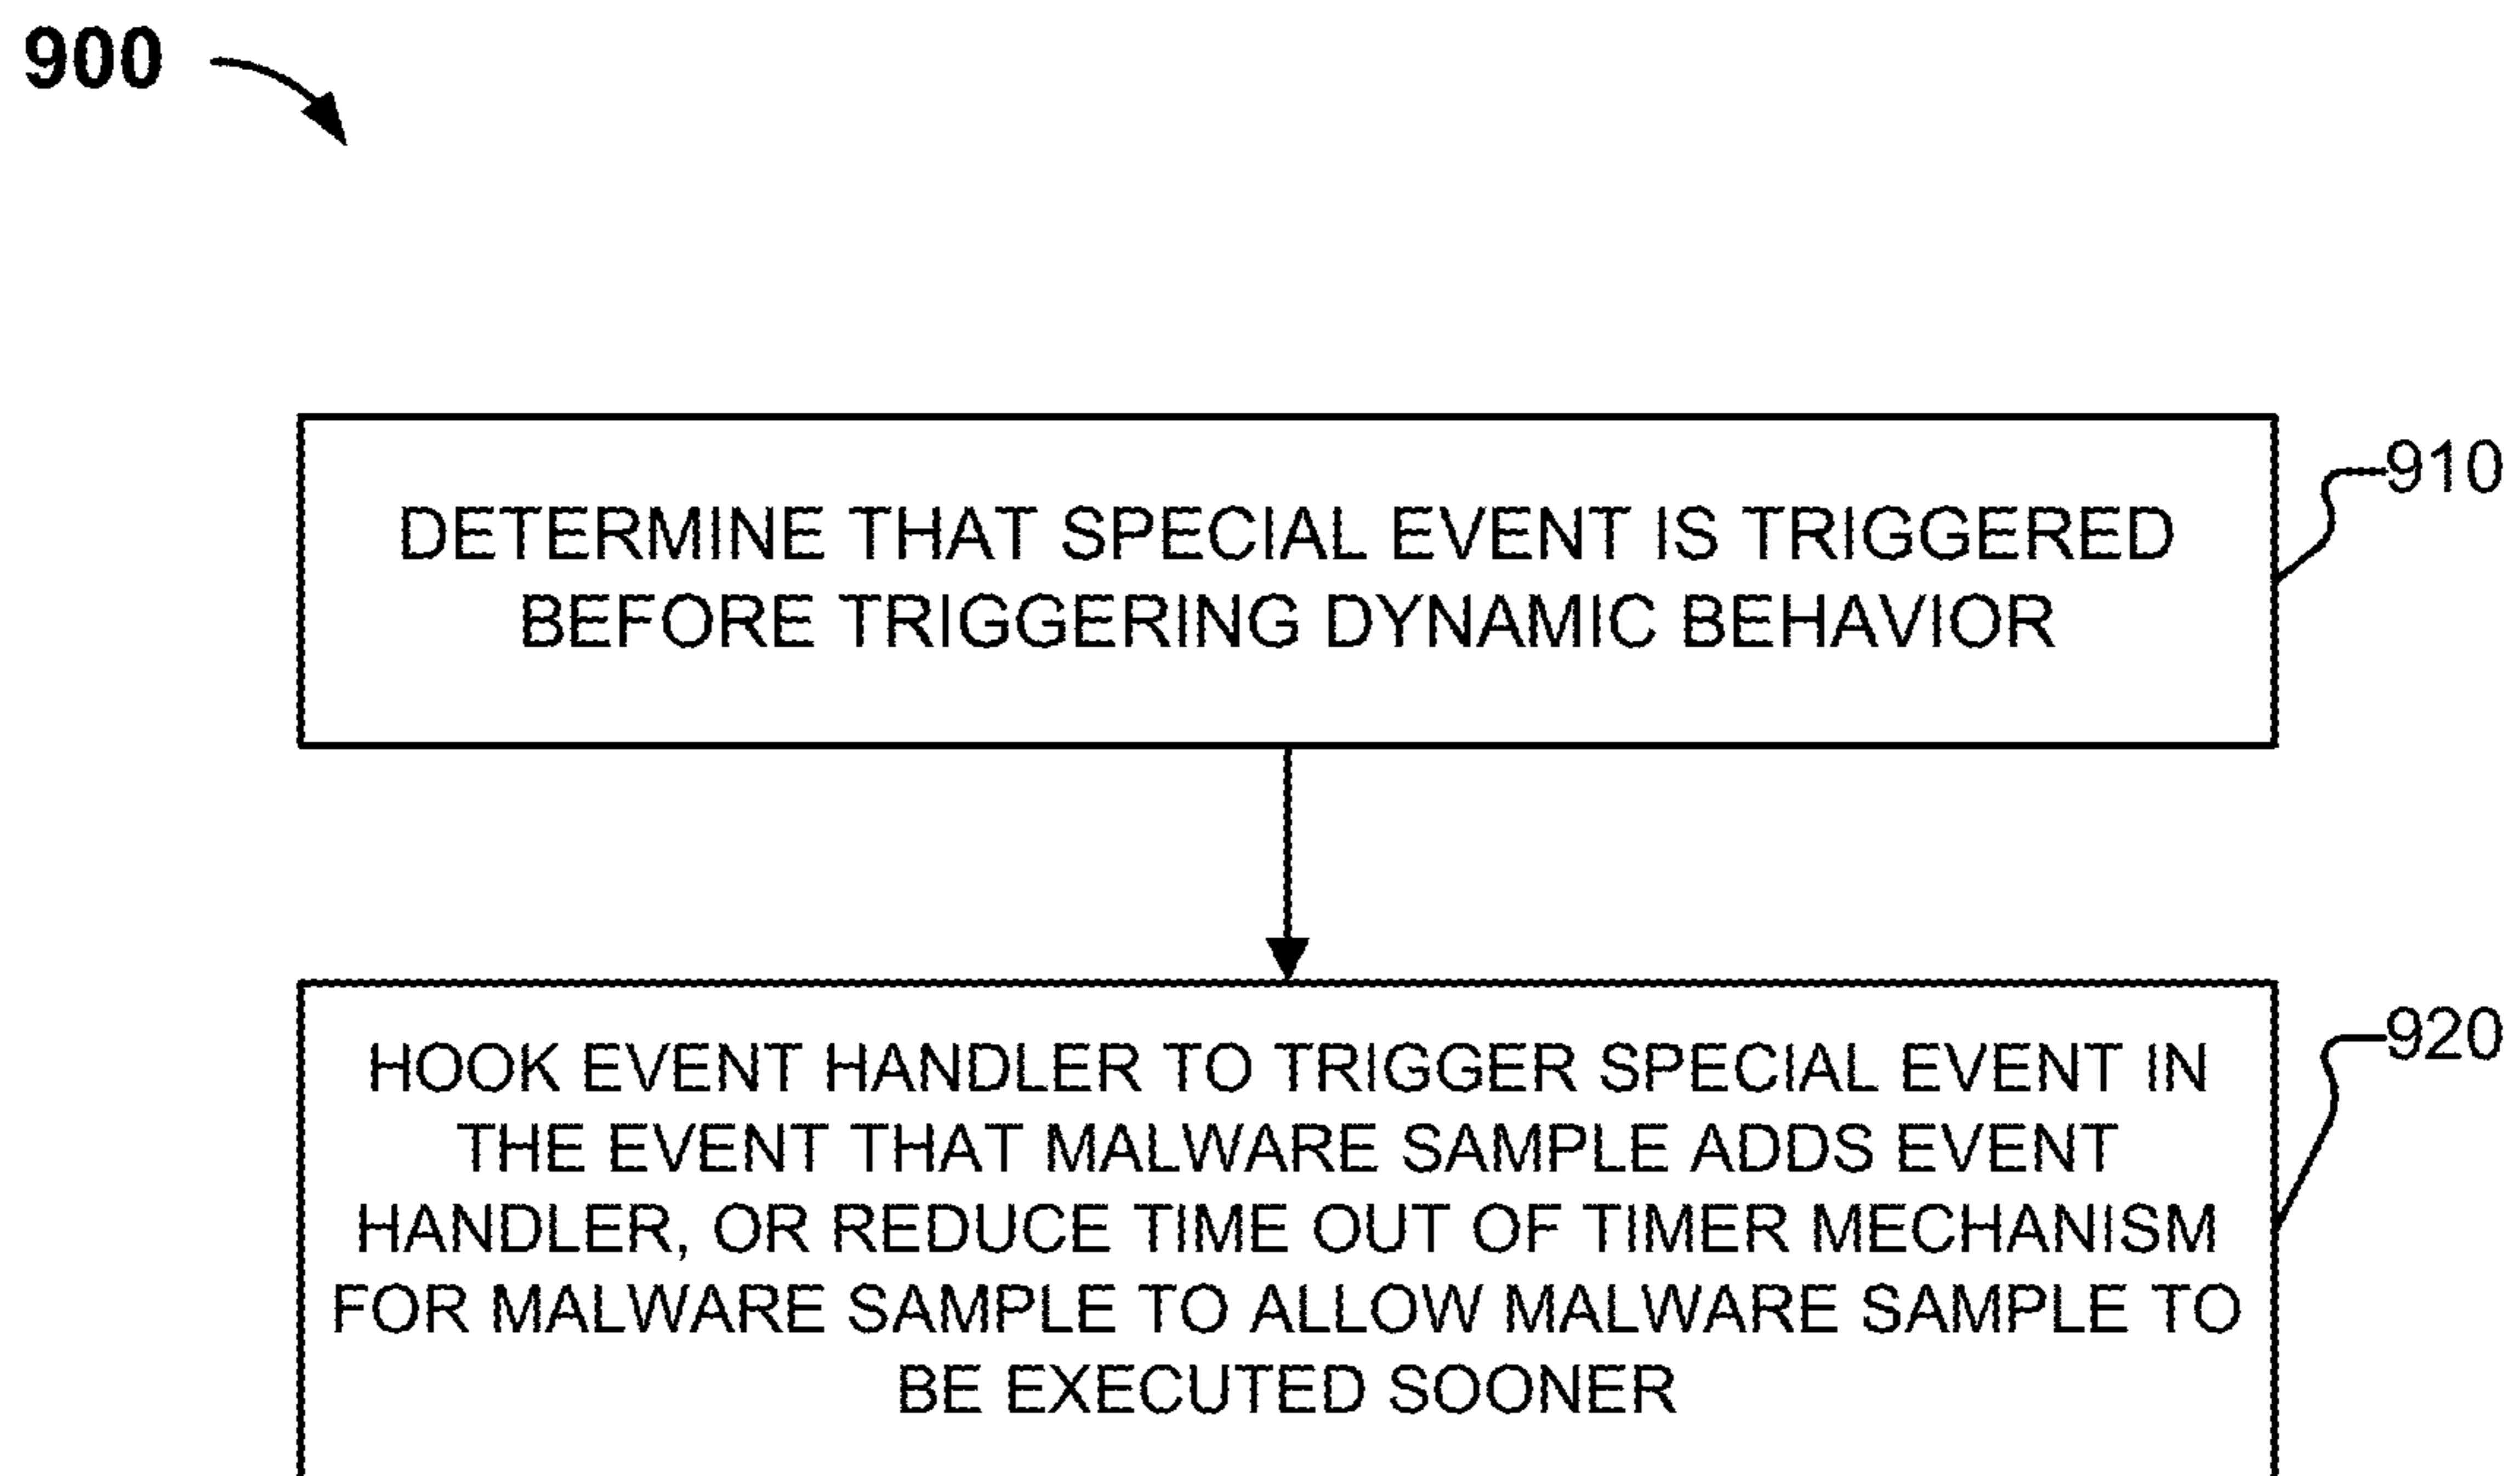 900
910
DETERMINE THAT SPECIAL EVENT IS TRIGGERED
BEFORE TRIGGERING DYNAMIC BEHAVIOR
920
HOOK EVENT HANDLER TO TRIGGER SPECIAL EVENT IN
THE EVENT THAT MALWARE SAMPLE ADDS EVENT
HANDLER, OR REDUCE TIME OUT OF TIMER MECHANISM
FOR MALWARE SAMPLE TO ALLOW MALWARE SAMPLE TO
BE EXECUTED SOONER